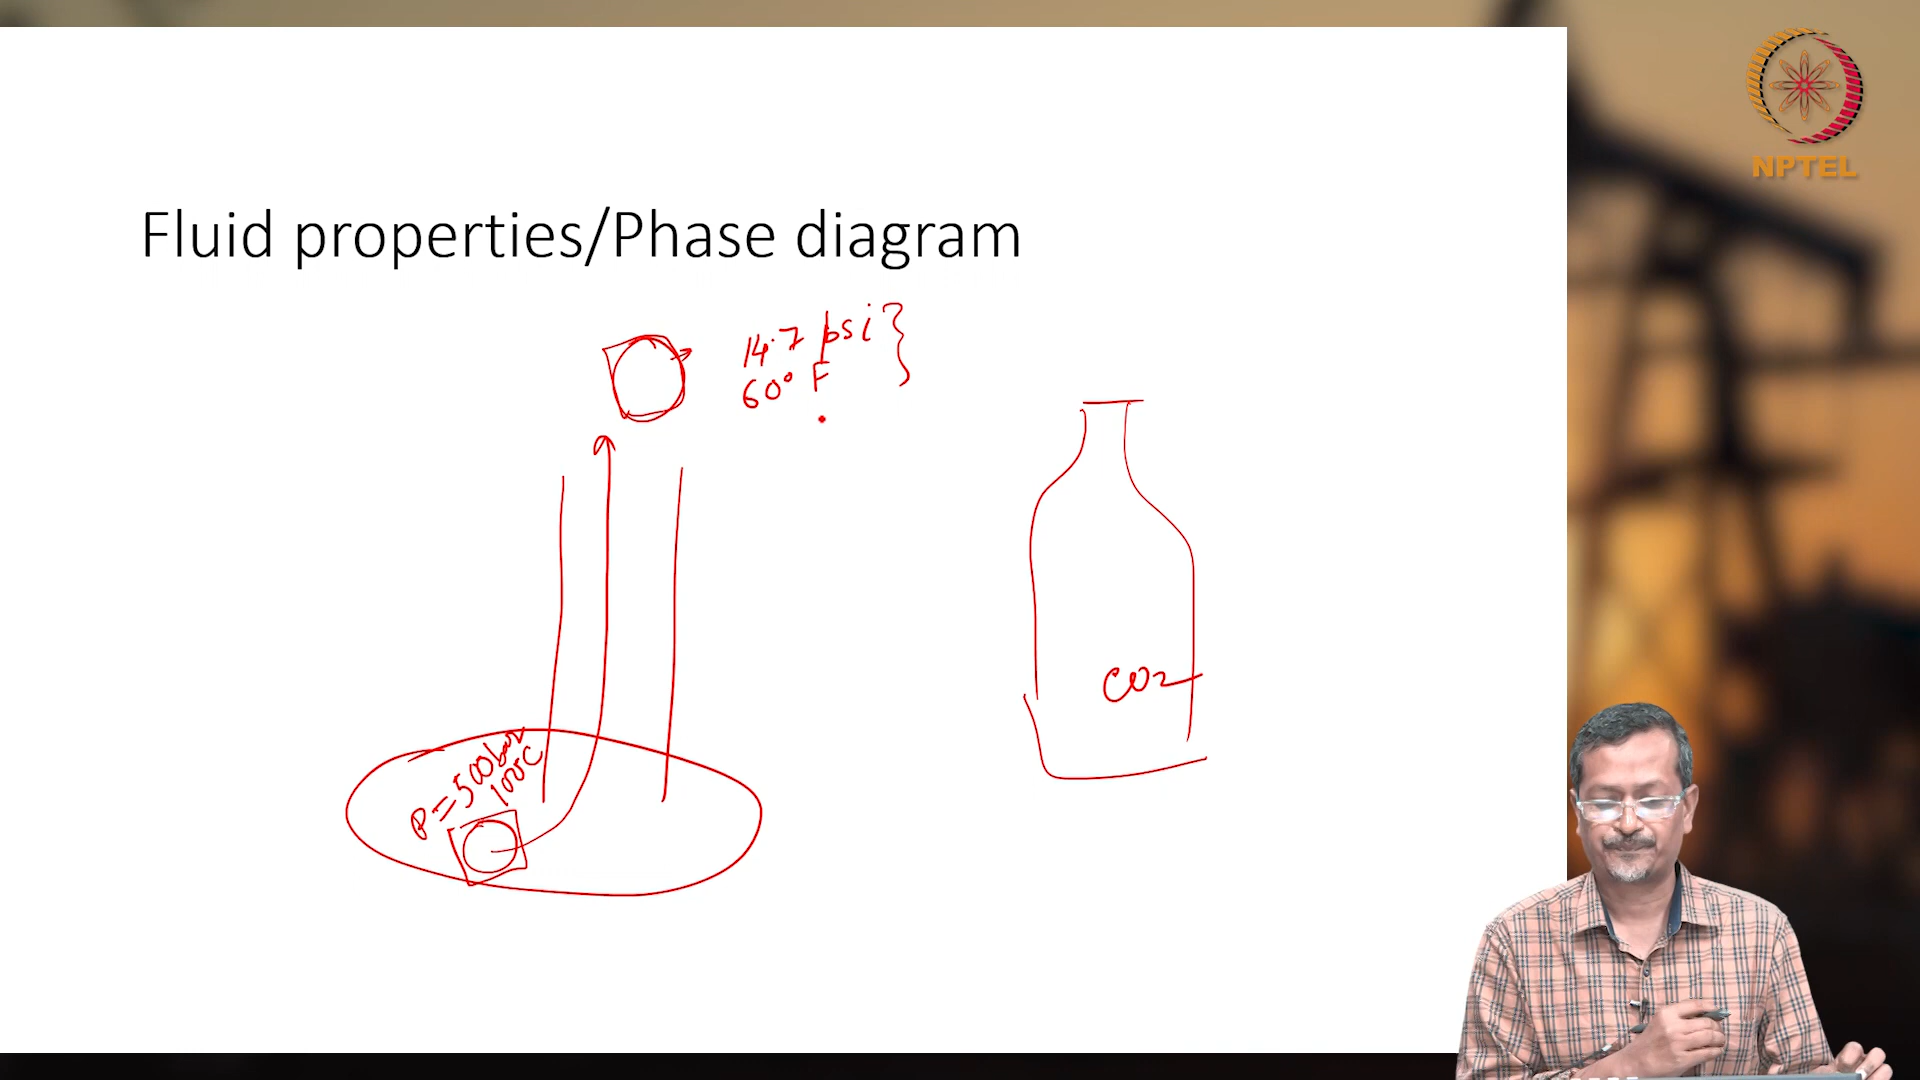 NPTEL
Fluid properties/Phase diagram
14.7 psi
60° F
CO2
P = 500 bar
100°C